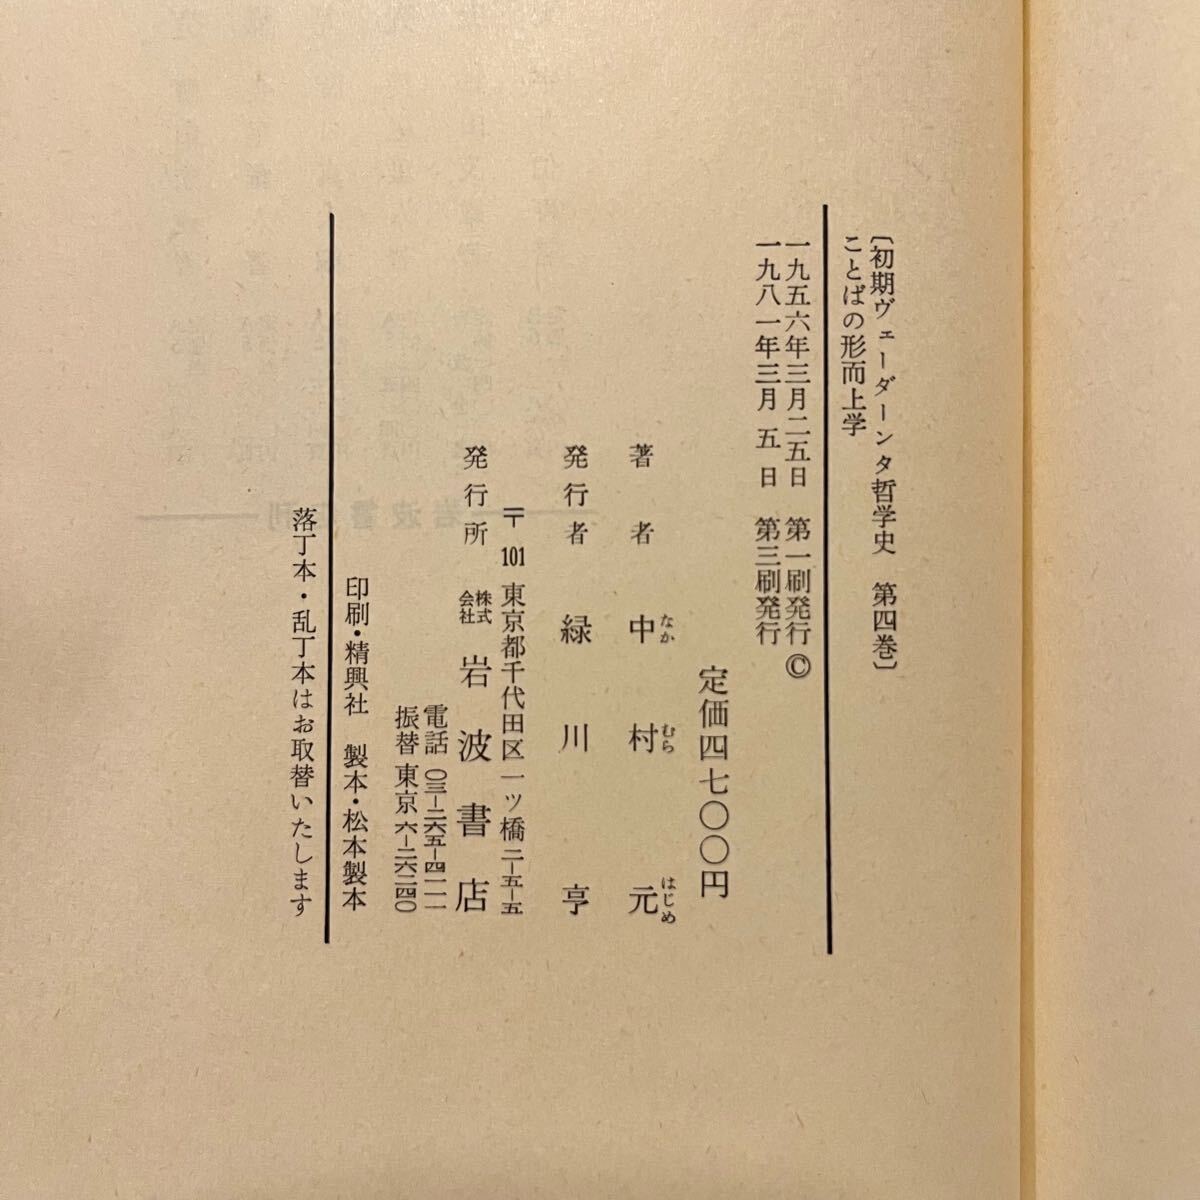 〔初期ヴェーダーンタ哲学史 第四巻〕
ことばの形而上学
一九五六年三月二五日 第一刷発行 ©
一九八一年三月 五 日 第三刷発行
定価四七〇〇円
著者 中村元
なか むら はじめ
発行者 緑川亨
〒101 東京都千代田区一ツ橋二-五-五
発行所 株式会社 岩波書店
電話 〇三-二六五-四一一一
振替 東京 六-二六二四〇
印刷・精興社 製本・松本製本
落丁本・乱丁本はお取替いたします